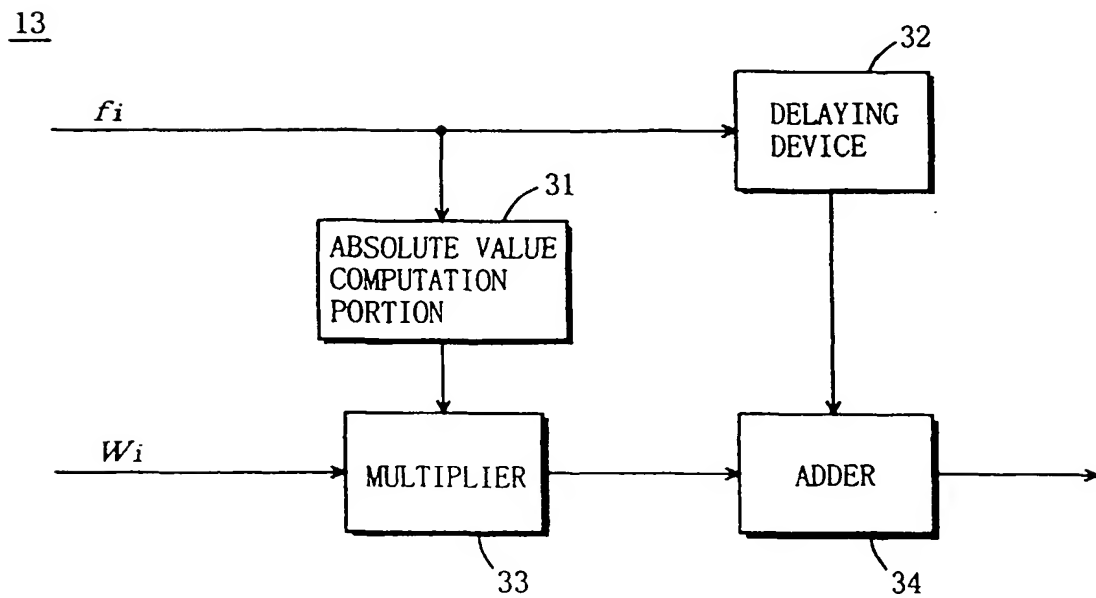 13
32
fi
DELAYING
DEVICE
31
ABSOLUTE VALUE
COMPUTATION
PORTION
Wi
MULTIPLIER
ADDER
33
34